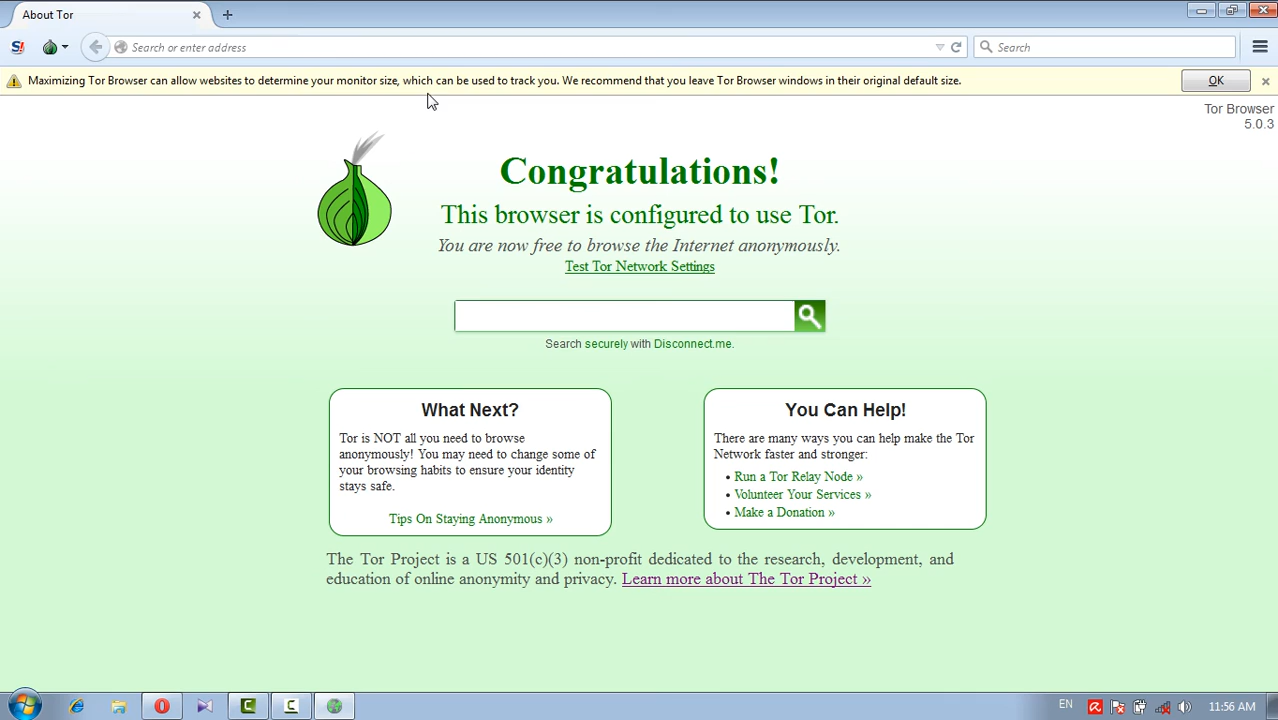 About Tor
Search or enter address
Search
Maximizing Tor Browser can allow websites to determine your monitor size, which can be used to track you. We recommend that you leave Tor Browser windows in their original default size.
OK
Tor Browser
5.0.3
Congratulations!
This browser is configured to use Tor.
You are now free to browse the Internet anonymously.
Test Tor Network Settings
Search securely with Disconnect.me.
What Next?
Tor is NOT all you need to browse
anonymously! You may need to change some of
your browsing habits to ensure your identity
stays safe.
Tips On Staying Anonymous »
You Can Help!
There are many ways you can help make the Tor
Network faster and stronger:
• Run a Tor Relay Node »
• Volunteer Your Services »
• Make a Donation »
The Tor Project is a US 501(c)(3) non-profit dedicated to the research, development, and
education of online anonymity and privacy. Learn more about The Tor Project »
EN
11:56 AM